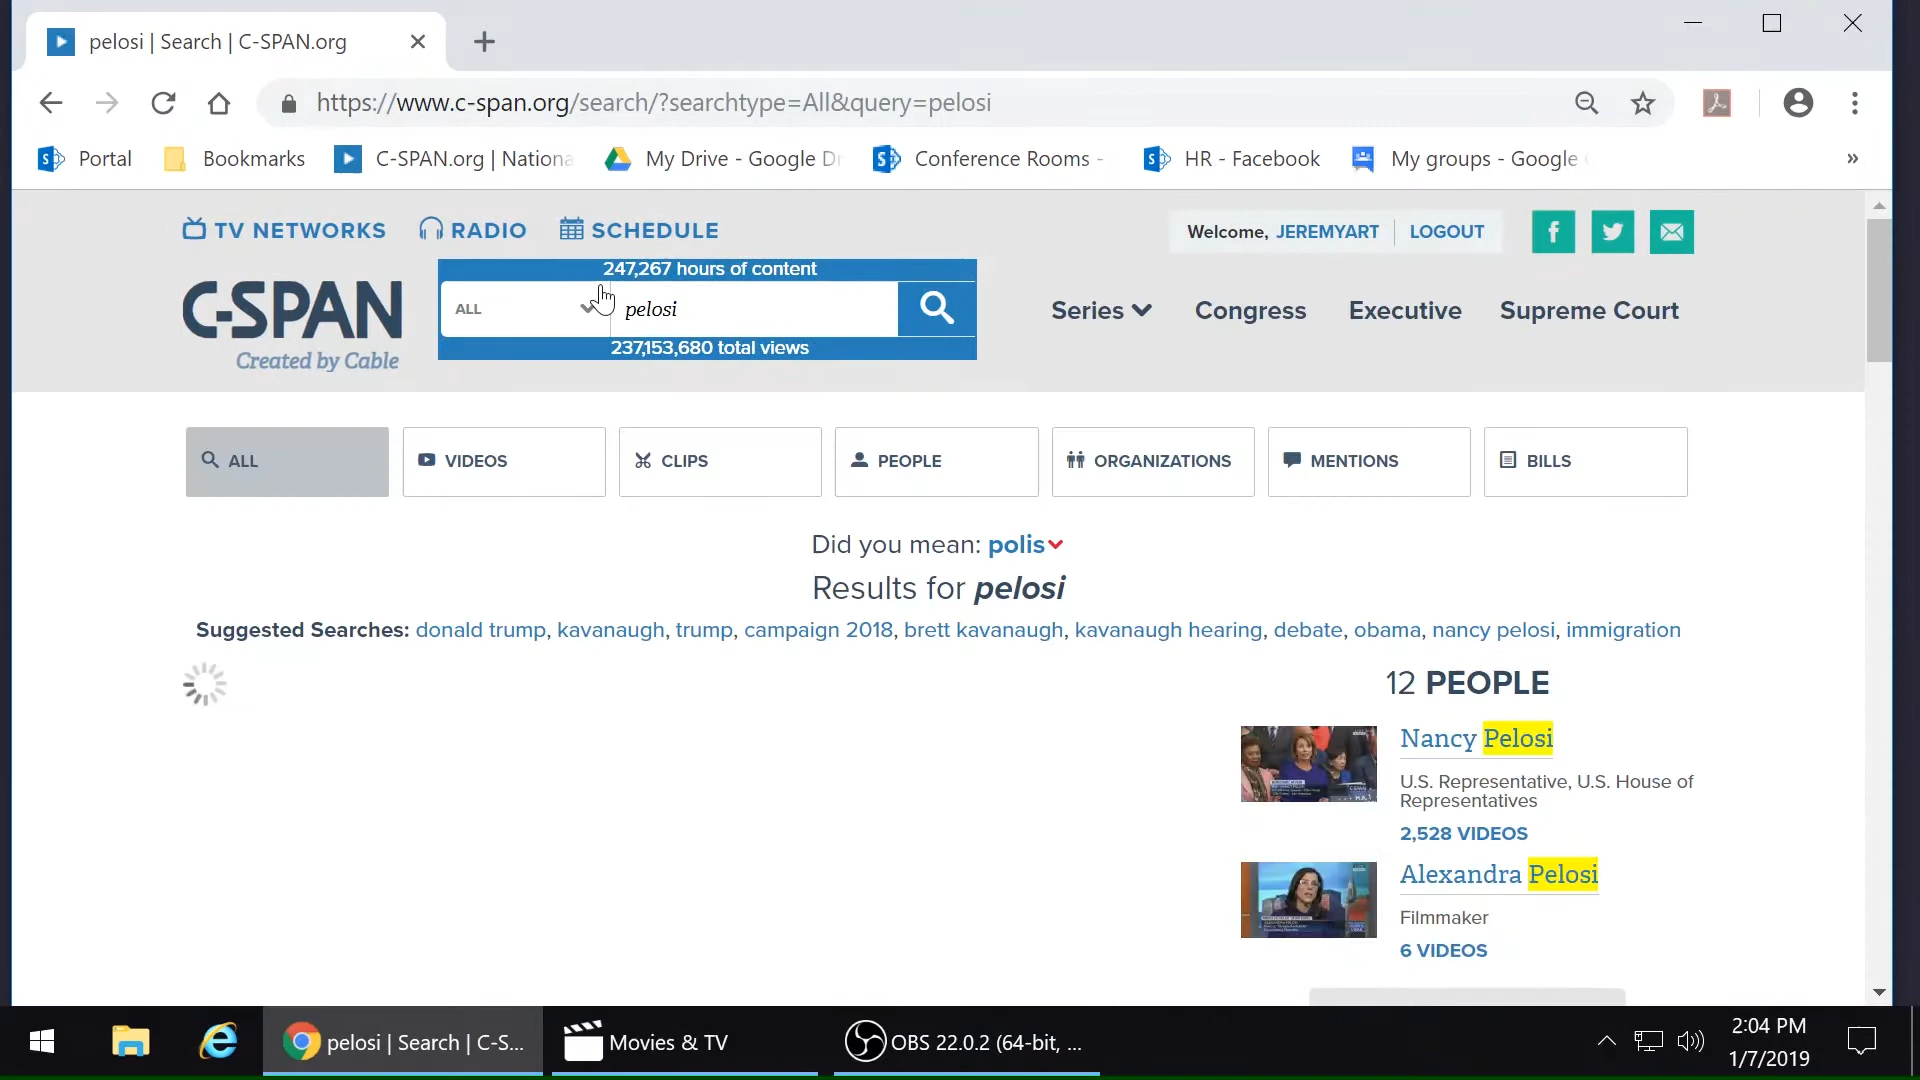 pelosi | Search | C-SPAN.org
https://www.c-span.org/search/?searchtype=All&query=pelosi
Portal
Bookmarks
C-SPAN.org | Nationa
My Drive - Google Dr
Conference Rooms -
HR - Facebook
My groups - Google
»
TV NETWORKS
RADIO
SCHEDULE
Welcome, JEREMYART
LOGOUT
247,267 hours of content
C-SPAN
Created by Cable
ALL
pelosi
237,153,680 total views
Series
Congress
Executive
Supreme Court
ALL
VIDEOS
CLIPS
PEOPLE
ORGANIZATIONS
MENTIONS
BILLS
Did you mean: polis
Results for pelosi
Suggested Searches: donald trump, kavanaugh, trump, campaign 2018, brett kavanaugh, kavanaugh hearing, debate, obama, nancy pelosi, immigration
12 PEOPLE
Nancy Pelosi
U.S. Representative, U.S. House of
Representatives
2,528 VIDEOS
Alexandra Pelosi
Filmmaker
6 VIDEOS
pelosi | Search | C-S...
Movies & TV
OBS 22.0.2 (64-bit, ...
2:04 PM
1/7/2019